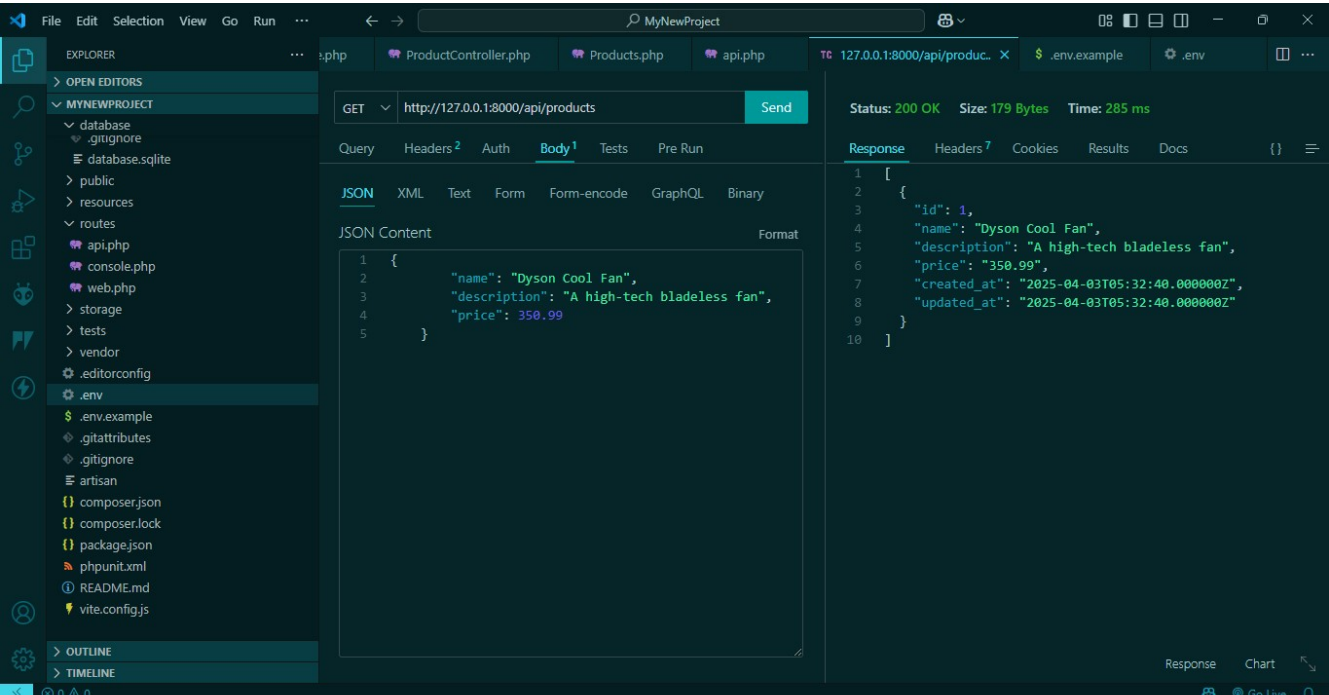 File Edit Selection View Go Run ··· ← → MyNewProject
EXPLORER ···
.php ProductController.php Products.php api.php TC 127.0.0.1:8000/api/produc.. × $ .env.example .env ···
> OPEN EDITORS
MYNEWPROJECT
database
.gitignore
database.sqlite
> public
> resources
routes
api.php
console.php
web.php
> storage
> tests
> vendor
.editorconfig
.env
$ .env.example
.gitattributes
.gitignore
artisan
{} composer.json
{} composer.lock
{} package.json
phpunit.xml
README.md
vite.config.js
> OUTLINE
> TIMELINE
GET http://127.0.0.1:8000/api/products Send
Query Headers 2 Auth Body 1 Tests Pre Run
JSON XML Text Form Form-encode GraphQL Binary
JSON Content Format
1 {
2 "name": "Dyson Cool Fan",
3 "description": "A high-tech bladeless fan",
4 "price": 350.99
5 }
Status: 200 OK Size: 179 Bytes Time: 285 ms
Response Headers 7 Cookies Results Docs {}
1 [
2 {
3 "id": 1,
4 "name": "Dyson Cool Fan",
5 "description": "A high-tech bladeless fan",
6 "price": "350.99",
7 "created_at": "2025-04-03T05:32:40.000000Z",
8 "updated_at": "2025-04-03T05:32:40.000000Z"
9 }
10 ]
Response Chart
0 0 Go Live